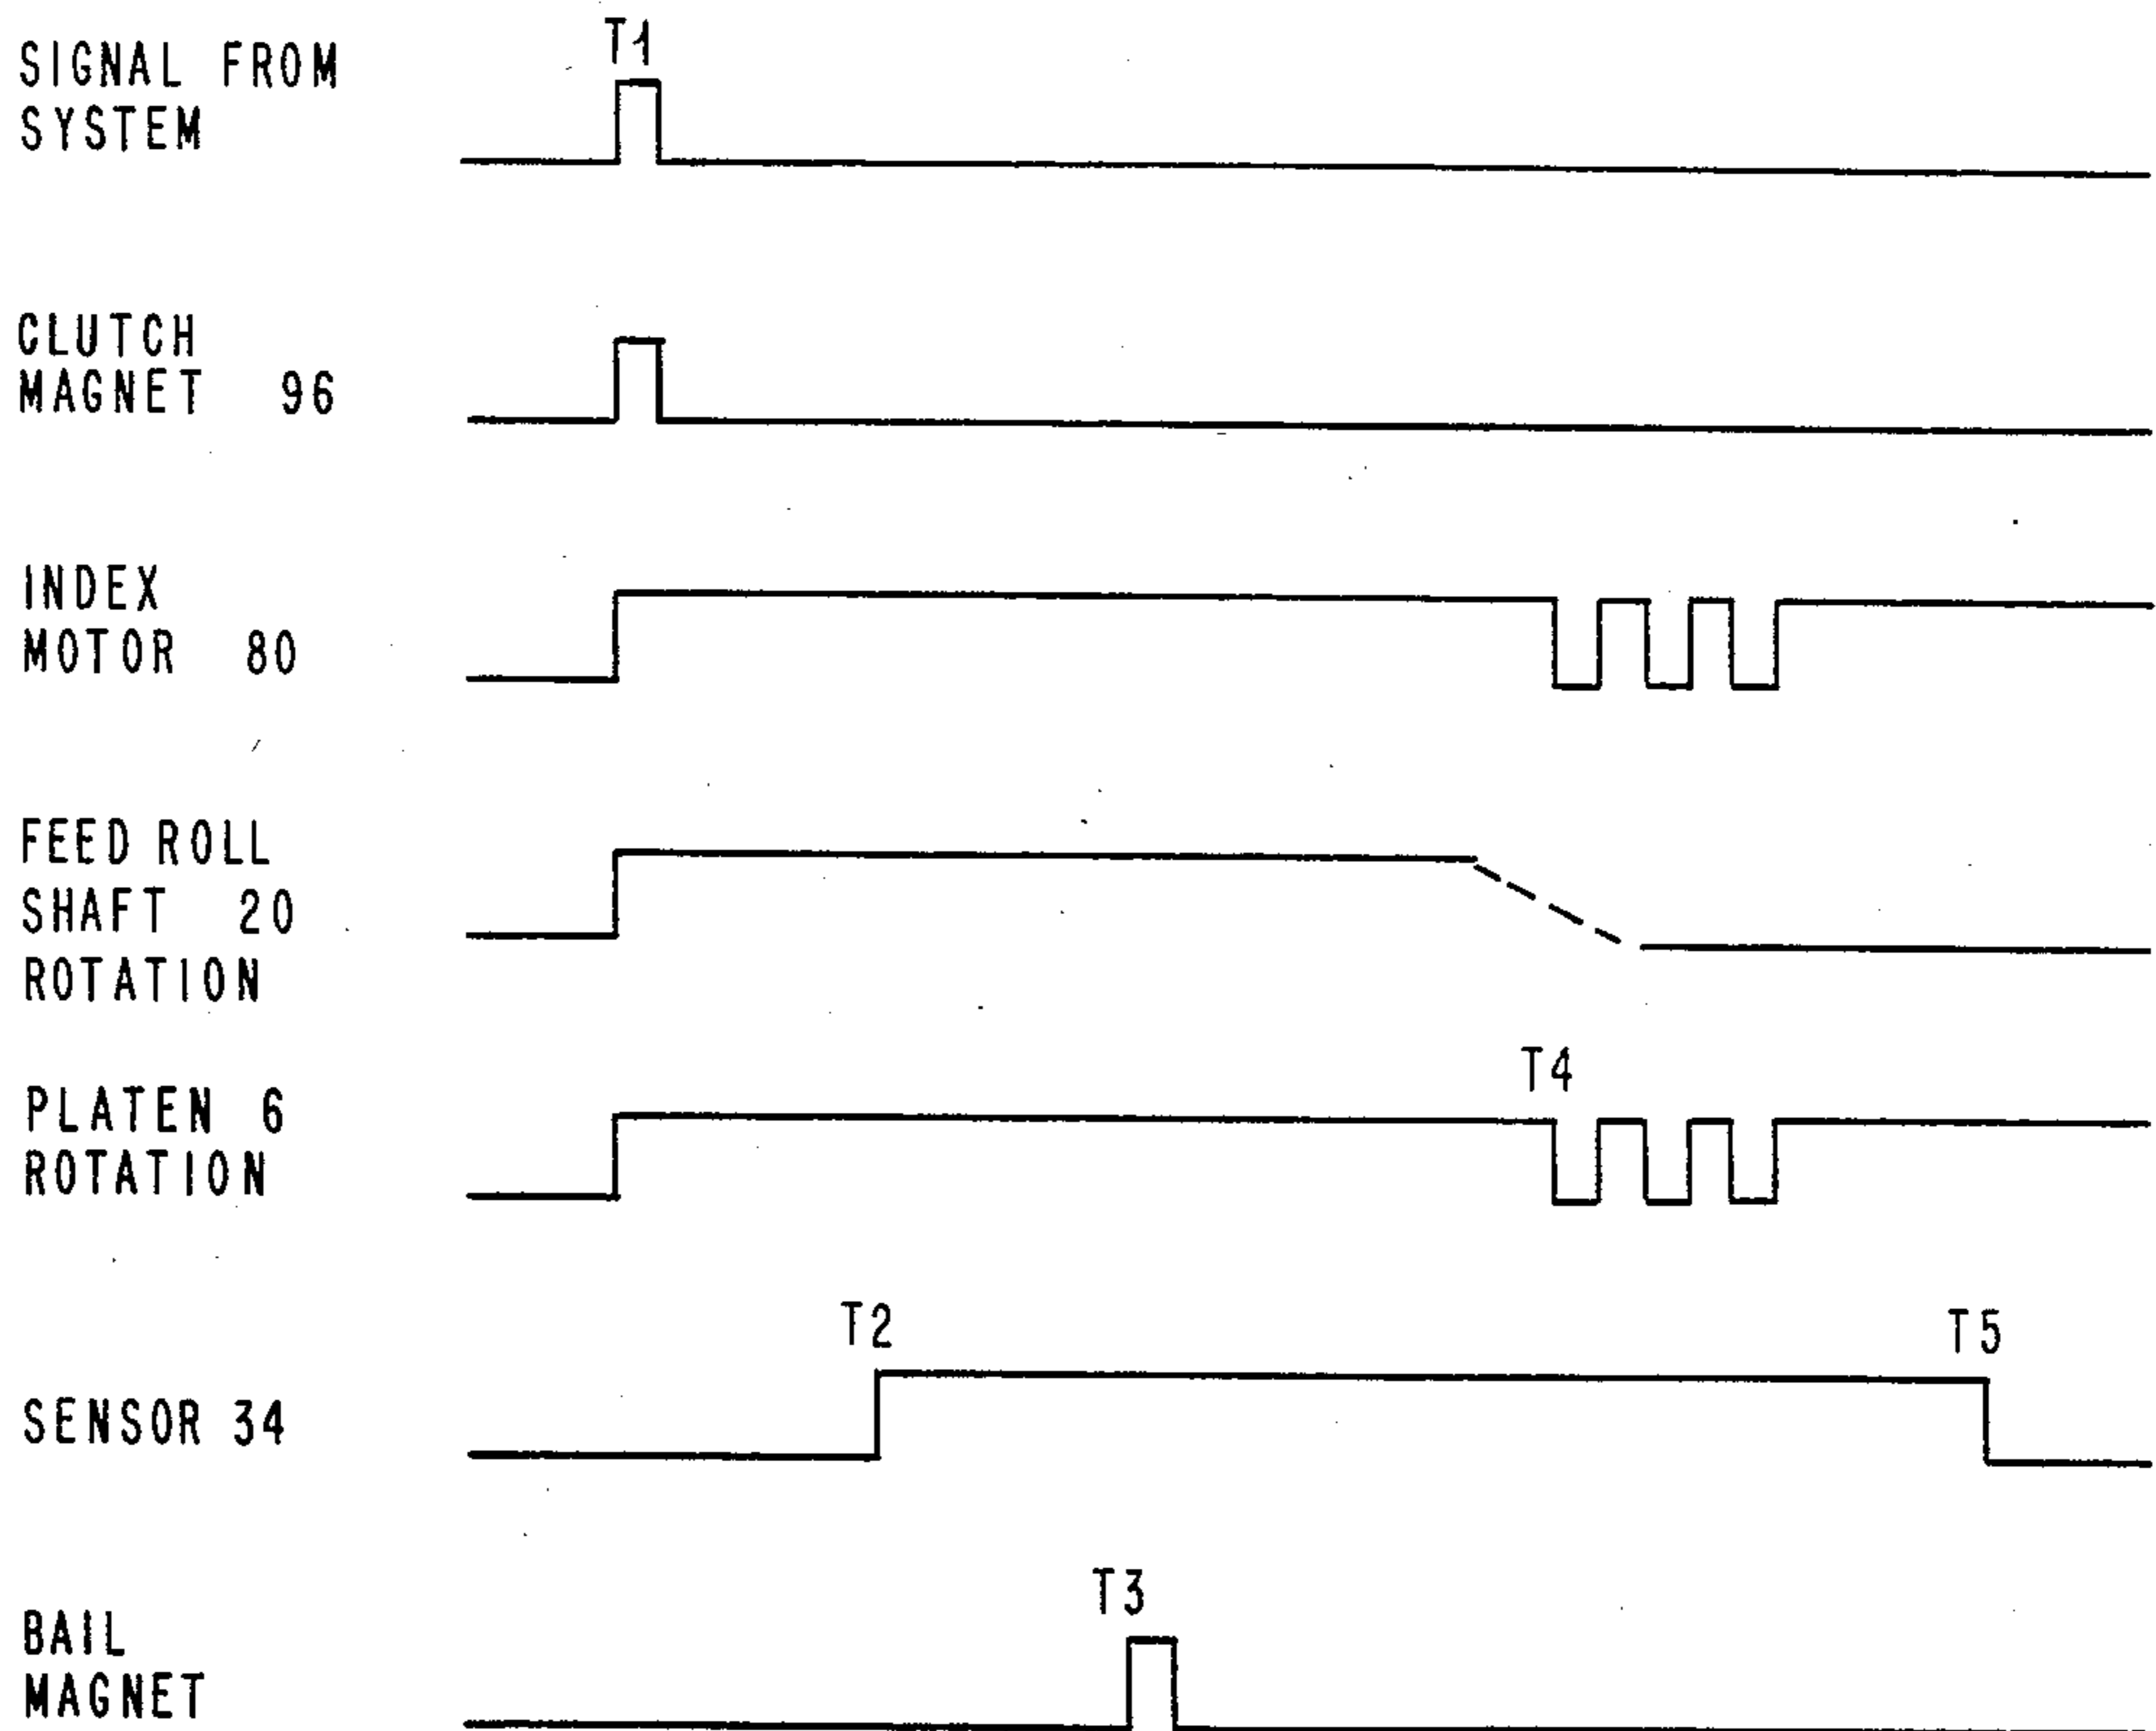 T1
SIGNAL FROM
SYSTEM
CLUTCH
MAGNET 96
INDEX
MOTOR 80
FEED ROLL
SHAFT 20
ROTATION
T4
PLATEN 6
ROTATION
T2
T5
SENSOR 34
T3
BAIL
MAGNET